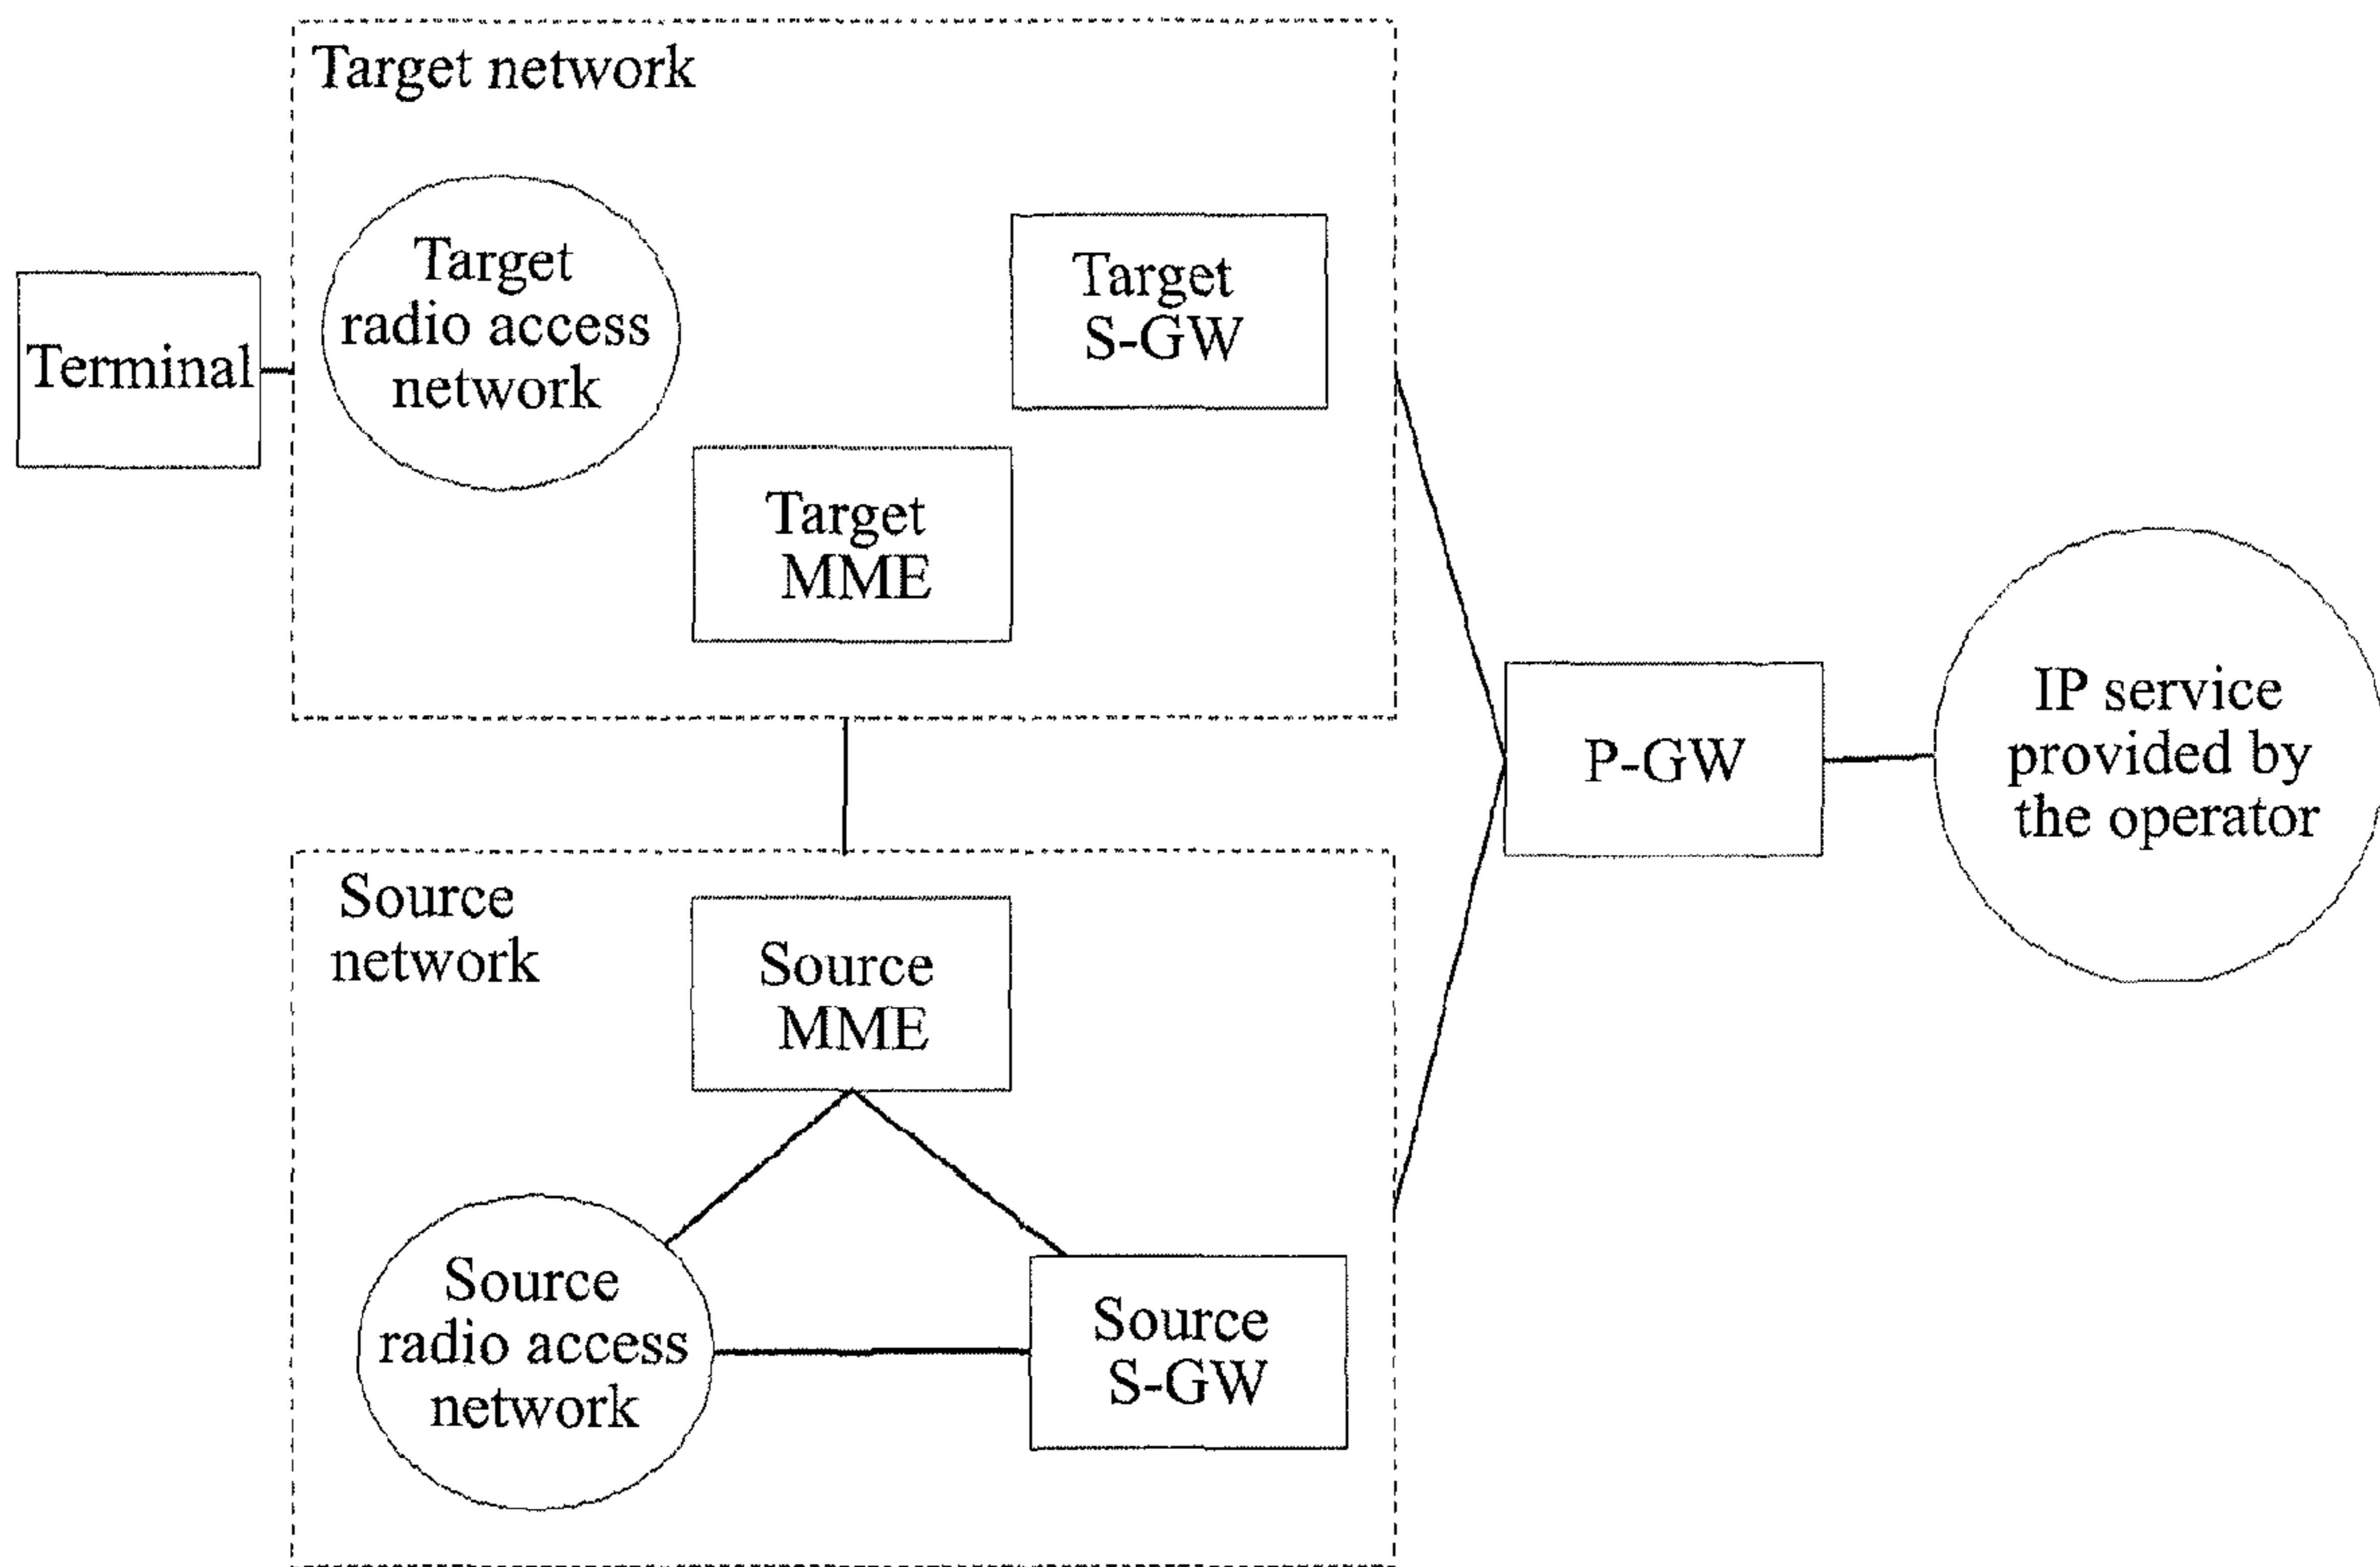 Target network
Target
radio access
network
Target
S-GW
Terminal
Target
MME
P-GW
IP service
provided by
the operator
Source
network
Source
MME
Source
radio access
network
Source
S-GW